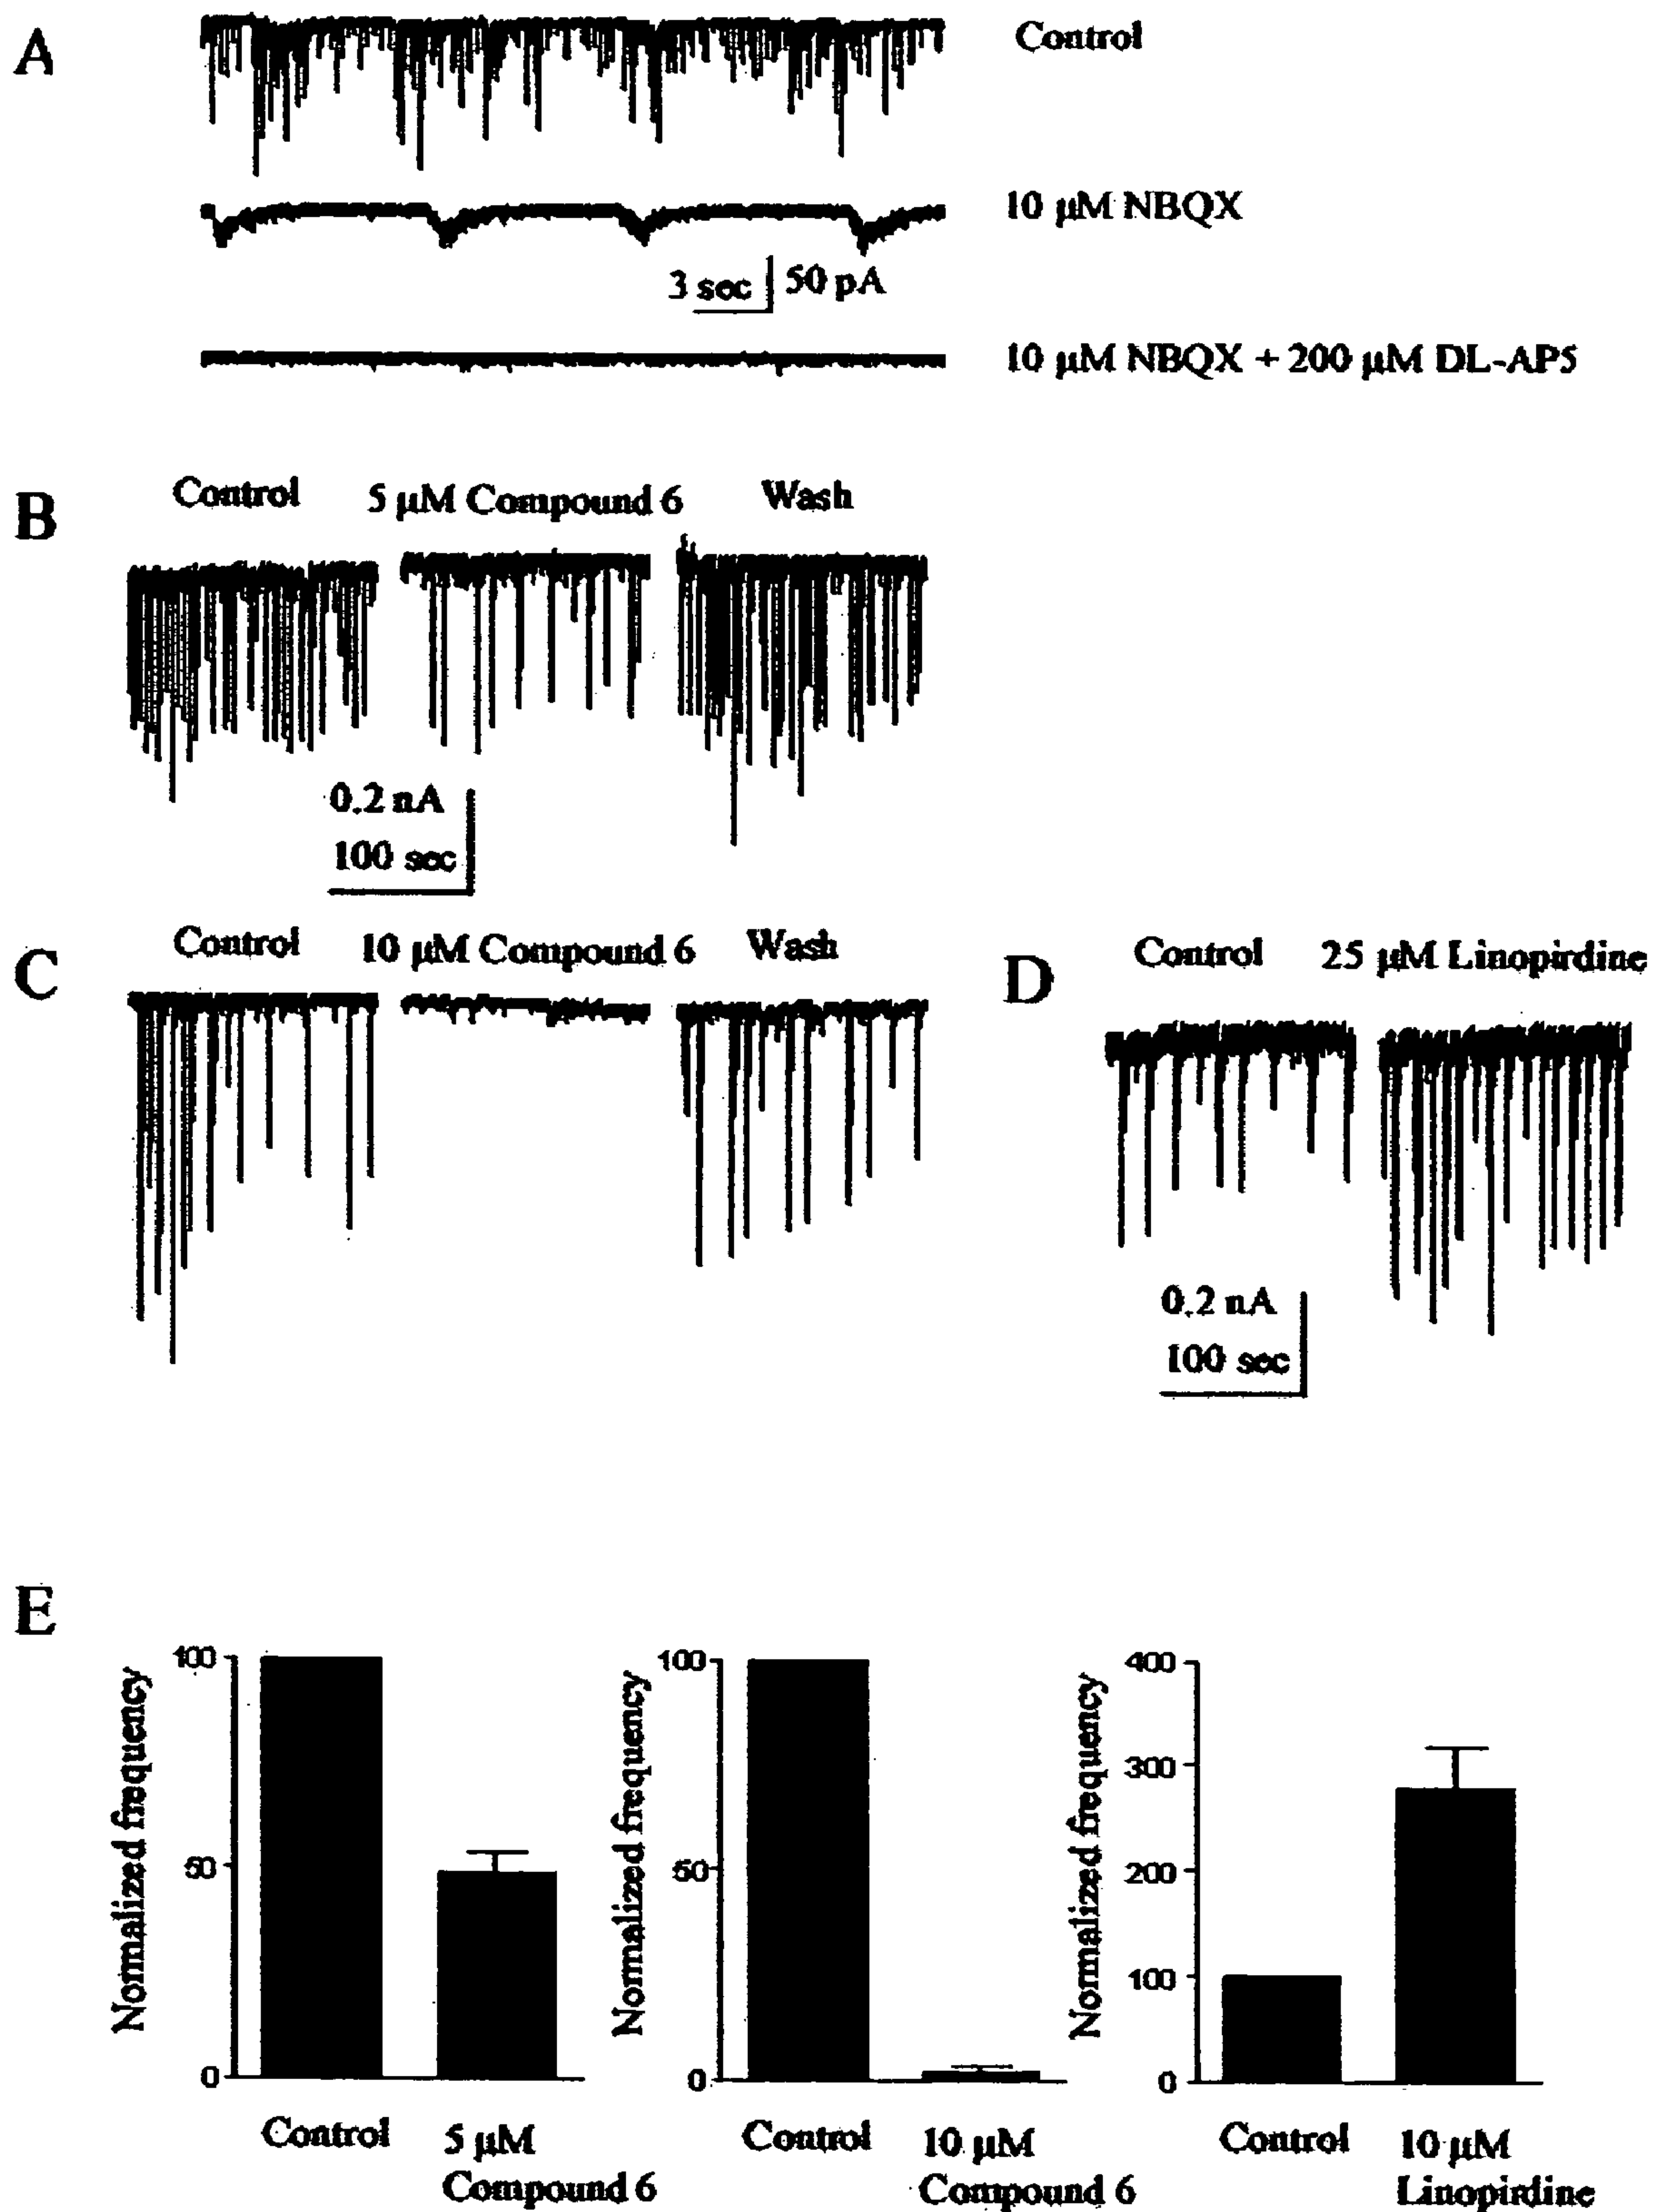 A
Control
10 µM NBQX
3 sec
50 pA
10 µM NBQX + 200 µM DL-AP5
B
Control
5 µM Compound 6
Wash
0.2 nA
100 sec
C
Control
10 µM Compound 6
Wash
D
Control
25 µM Linopirdine
0.2 nA
100 sec
E
Normalized frequency
100
50
0
Control
5 µM
Compound 6
Normalized frequency
100
50
0
Control
10 µM
Compound 6
Normalized frequency
400
300
200
100
0
Control
10 µM
Linopirdine